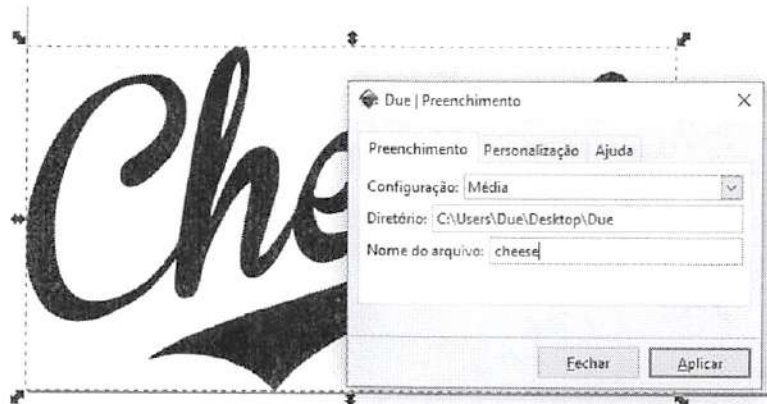 Che
Due | Preenchimento
Preenchimento Personalização Ajuda
Configuração: Média
Diretório: C:\Users\Due\Desktop\Due
Nome do arquivo: cheese
Fechar Aplicar